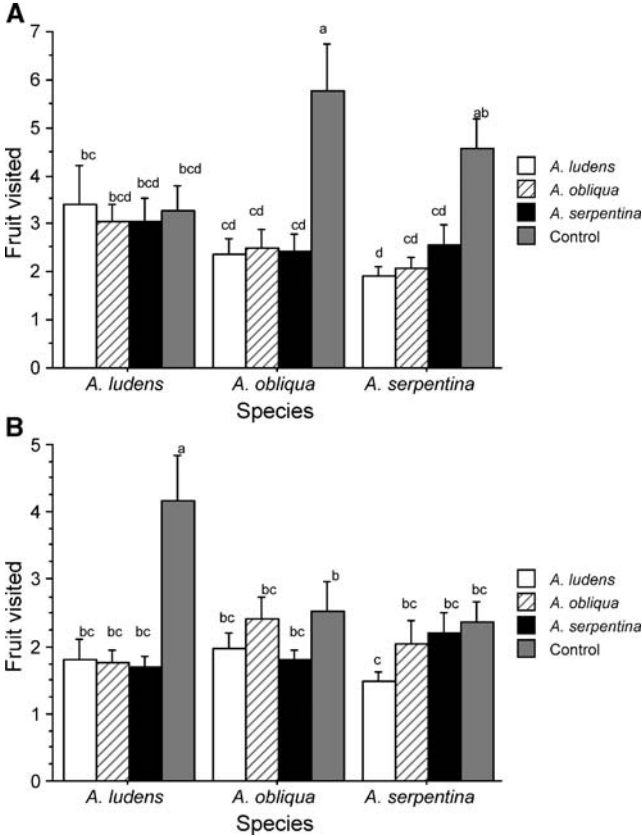 A
7
6
5
4
3
2
1
0
Fruit visited
bc
bcd
bcd
bcd
cd
cd
cd
a
d
cd
cd
ab
A. ludens
A. obliqua
A. serpentina
Control
A. ludens
A. obliqua
A. serpentina
Species
B
5
4
3
2
1
0
Fruit visited
bc
bc
bc
a
bc
bc
bc
b
c
bc
bc
bc
A. ludens
A. obliqua
A. serpentina
Control
A. ludens
A. obliqua
A. serpentina
Species